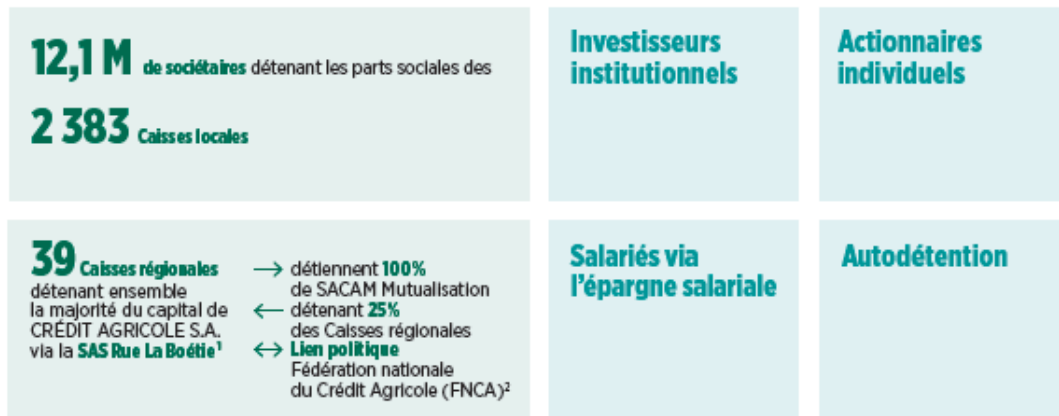 12,1 M de sociétaires détenant les parts sociales des
2 383 Caisses locales
Investisseurs
institutionnels
Actionnaires
individuels
39 Caisses régionales
détenant ensemble
la majorité du capital de
CRÉDIT AGRICOLE S.A.
via la SAS Rue La Boétie¹
→ détiennent 100%
de SACAM Mutualisation
← détenant 25%
des Caisses régionales
↔ Lien politique
Fédération nationale
du Crédit Agricole (FNCA)²
Salariés via
l'épargne salariale
Autodétention